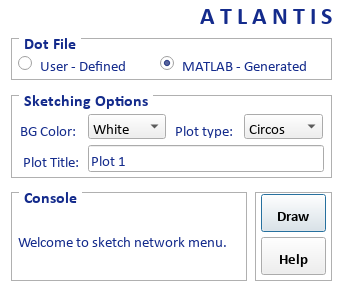 ATLANTIS
Dot File
User - Defined
MATLAB - Generated
Sketching Options
BG Color: White Plot type: Circos
Plot Title: Plot 1
Console
Welcome to sketch network menu.
Draw
Help